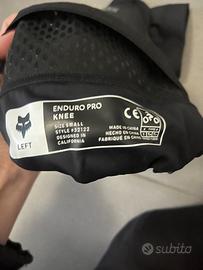 ENDURO PRO
KNEE
SIZE SMALL
STYLE #32122
DESIGNED IN
CALIFORNIA
LEFT
MADE IN CHINA
HECHO EN CHINA
FABRIQUÉ EN CHINE
CE
subito